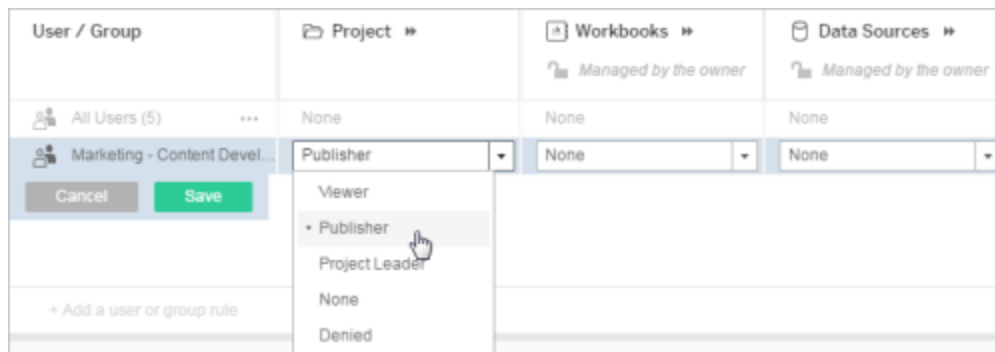 User / Group Project Workbooks Data Sources
Managed by the owner Managed by the owner
All Users (5) ... None None None
Marketing - Content Devel... Publisher None None
Cancel Save
Viewer
• Publisher
Project Leader
None
+ Add a user or group rule
Denied